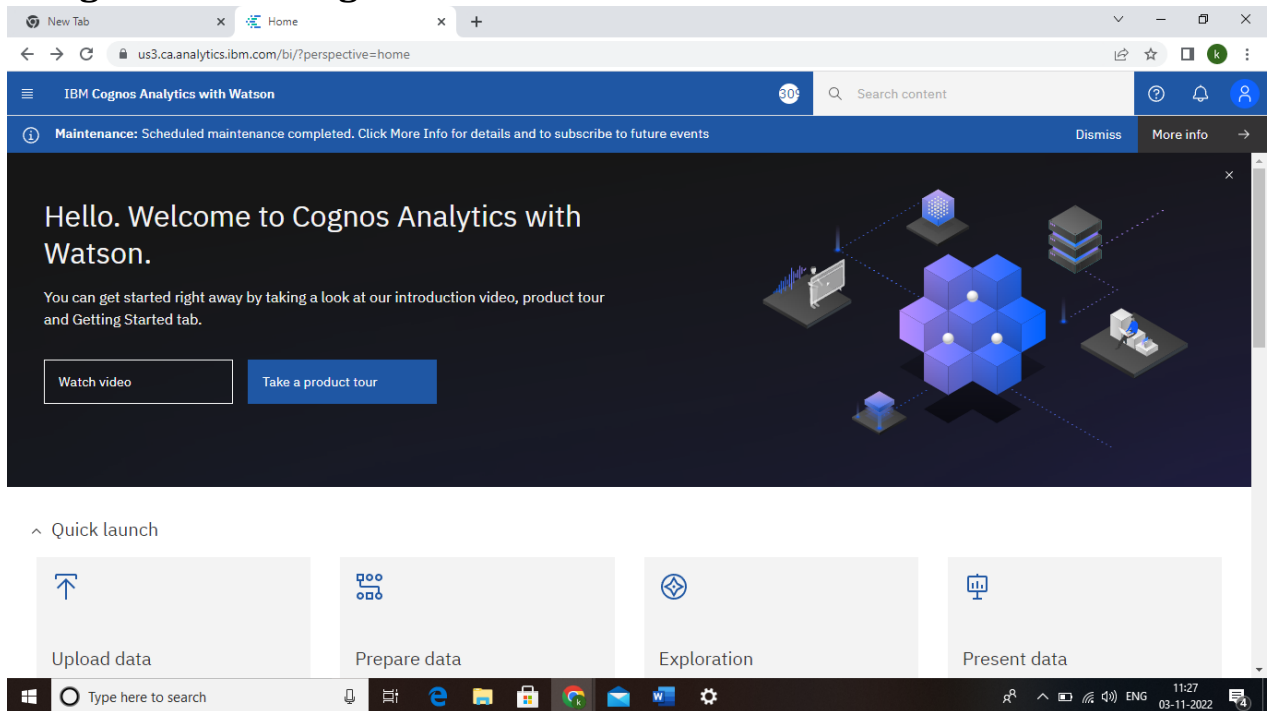 New Tab
Home
us3.ca.analytics.ibm.com/bi/?perspective=home
k
IBM Cognos Analytics with Watson
309
Search content
Maintenance: Scheduled maintenance completed. Click More Info for details and to subscribe to future events
Dismiss
More info
Hello. Welcome to Cognos Analytics with
Watson.
You can get started right away by taking a look at our introduction video, product tour
and Getting Started tab.
Watch video
Take a product tour
Quick launch
Upload data
Prepare data
Exploration
Present data
Type here to search
ENG
11:27
03-11-2022
4